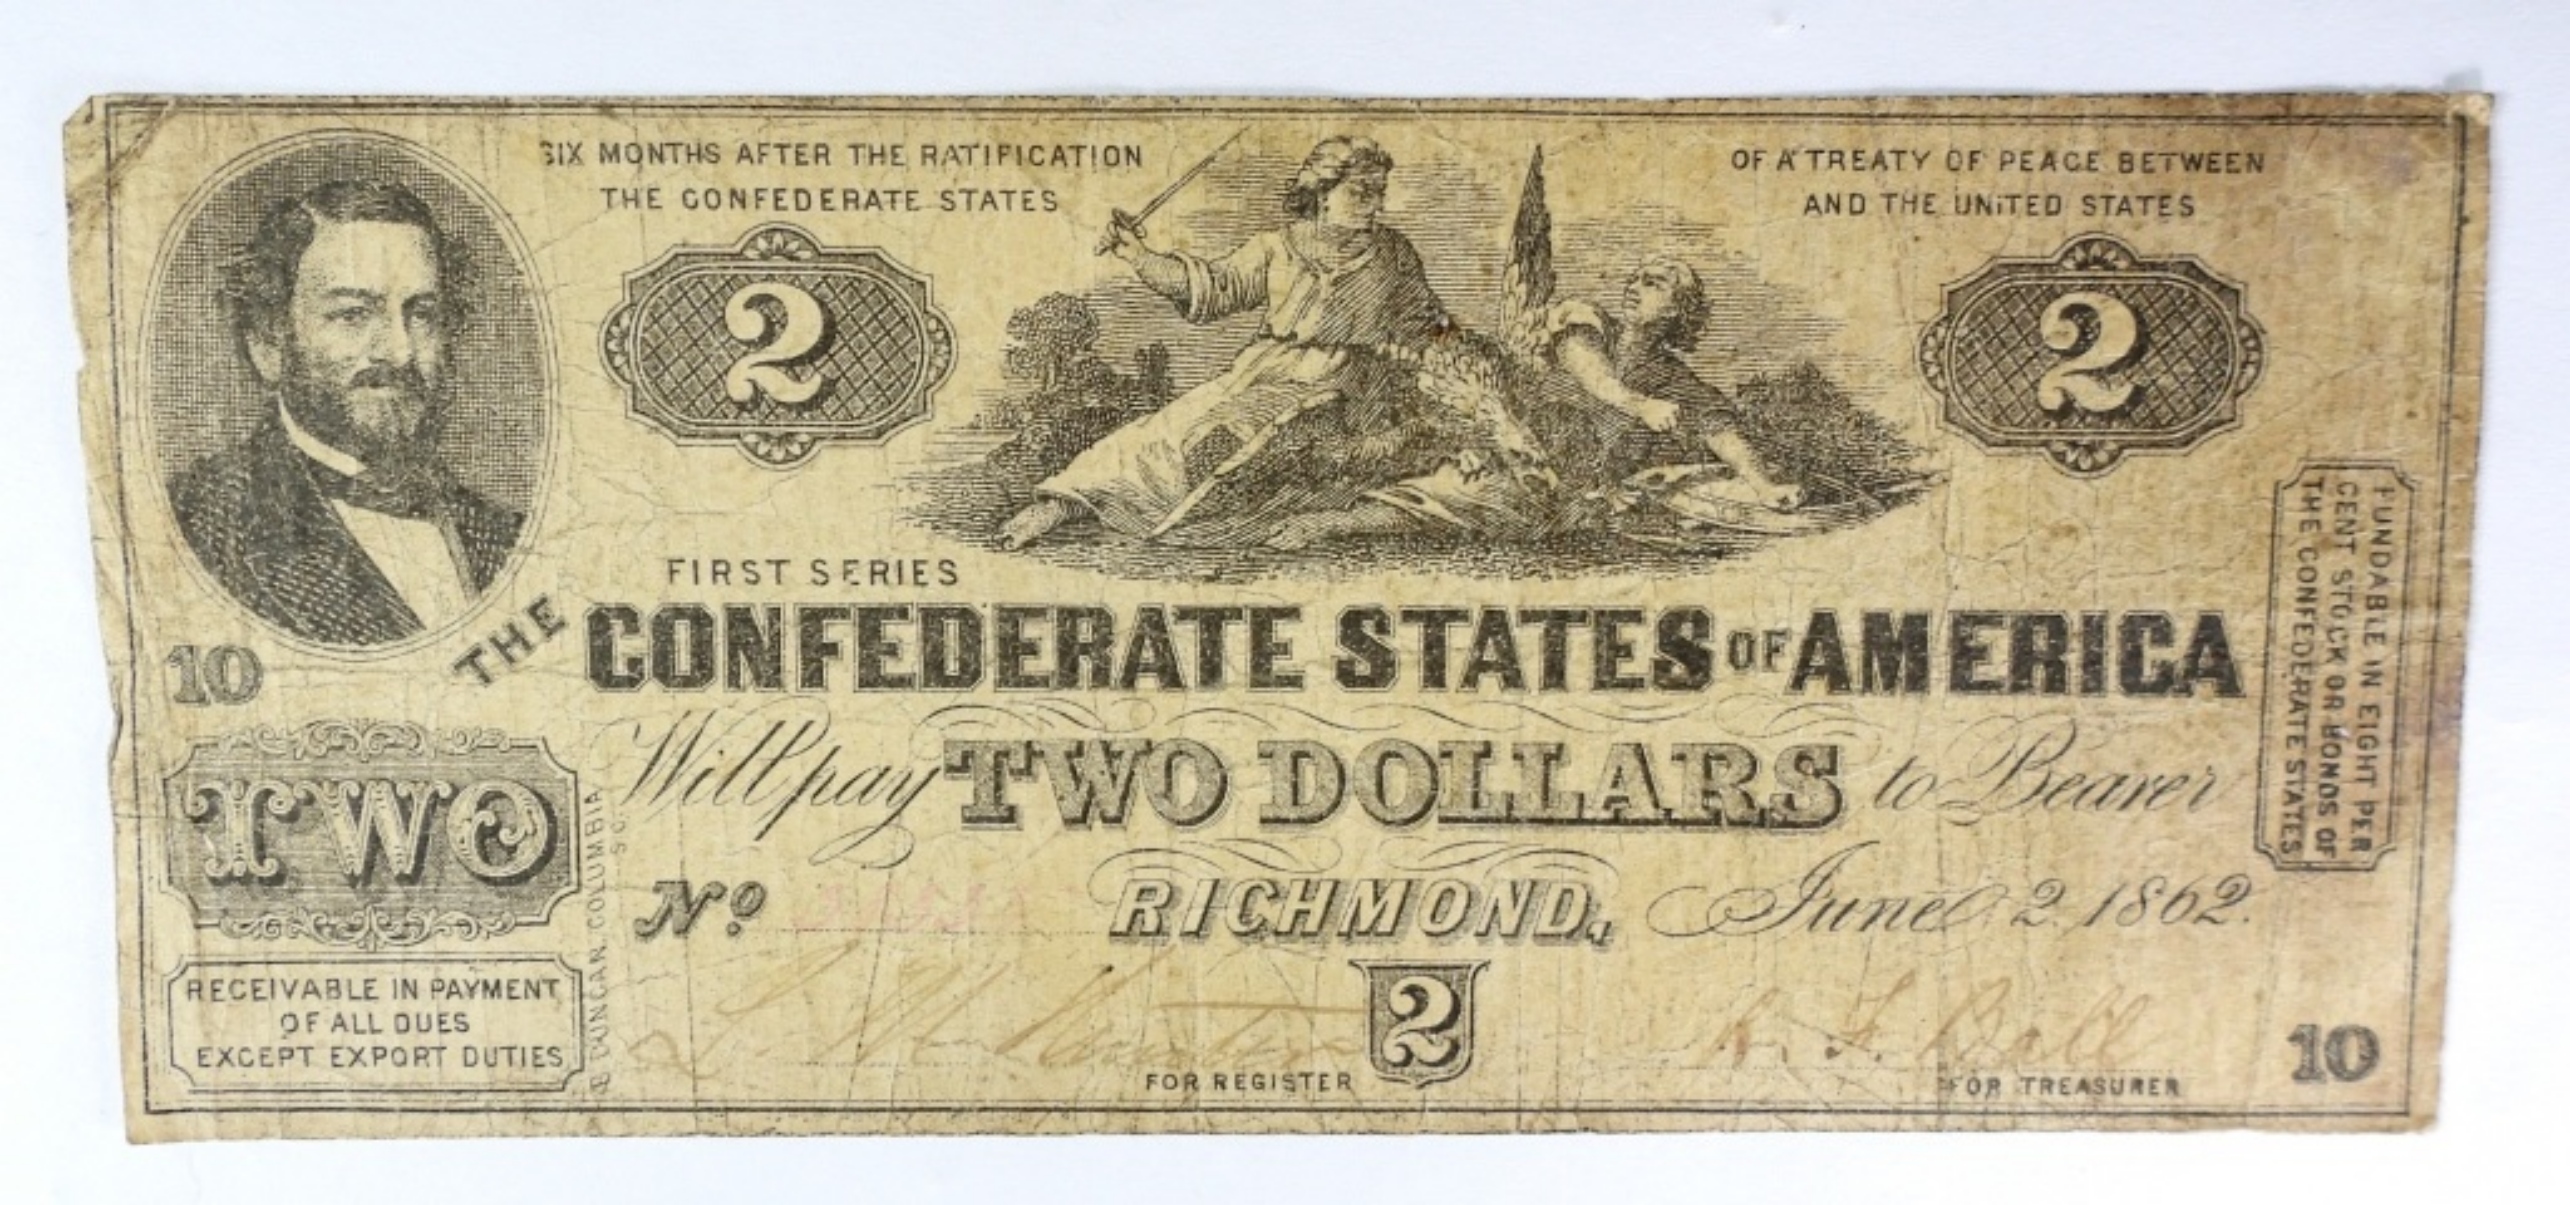 SIX MONTHS AFTER THE RATIFICATION
THE CONFEDERATE STATES
OF A TREATY OF PEACE BETWEEN
AND THE UNITED STATES
2
2
FIRST SERIES
THE CONFEDERATE STATES OF AMERICA
10
Will pay TWO DOLLARS to Bearer
TWO
No.
RICHMOND, June 2 1862.
FUNDABLE IN EIGHT PER
CENT STOCK OR BONDS OF
THE CONFEDERATE STATES
RECEIVABLE IN PAYMENT
OF ALL DUES
EXCEPT EXPORT DUTIES
DUNCAN, COLUMBIA
S.C.
2
FOR REGISTER
FOR TREASURER
10